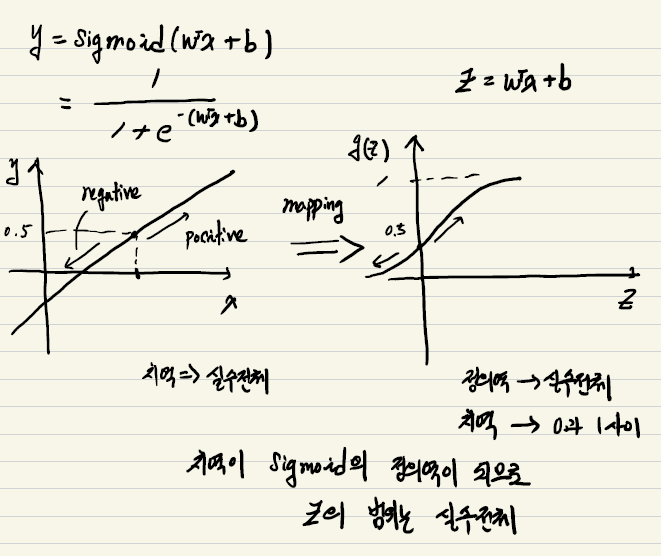 y = Sigmoid(wᵀx + b)
= 1 / 1 + e^-(wᵀx+b)
z = wᵀx + b
y
negative
0.5
positive
x
mapping
g(z)
1
0.5
z
치역 => 실수전체
정의역 → 실수전체
치역 → 0과 1사이
치역이 Sigmoid의 정의역이 되므로
Z의 범위는 실수전체